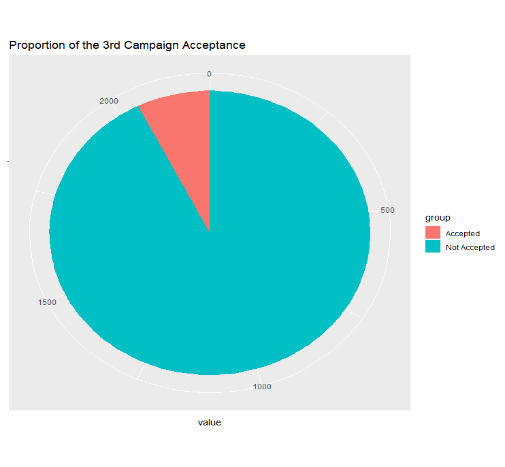 Proportion of the 3rd Campaign Acceptance
0
2000
500
group
Accepted
Not Accepted
1500
1000
value